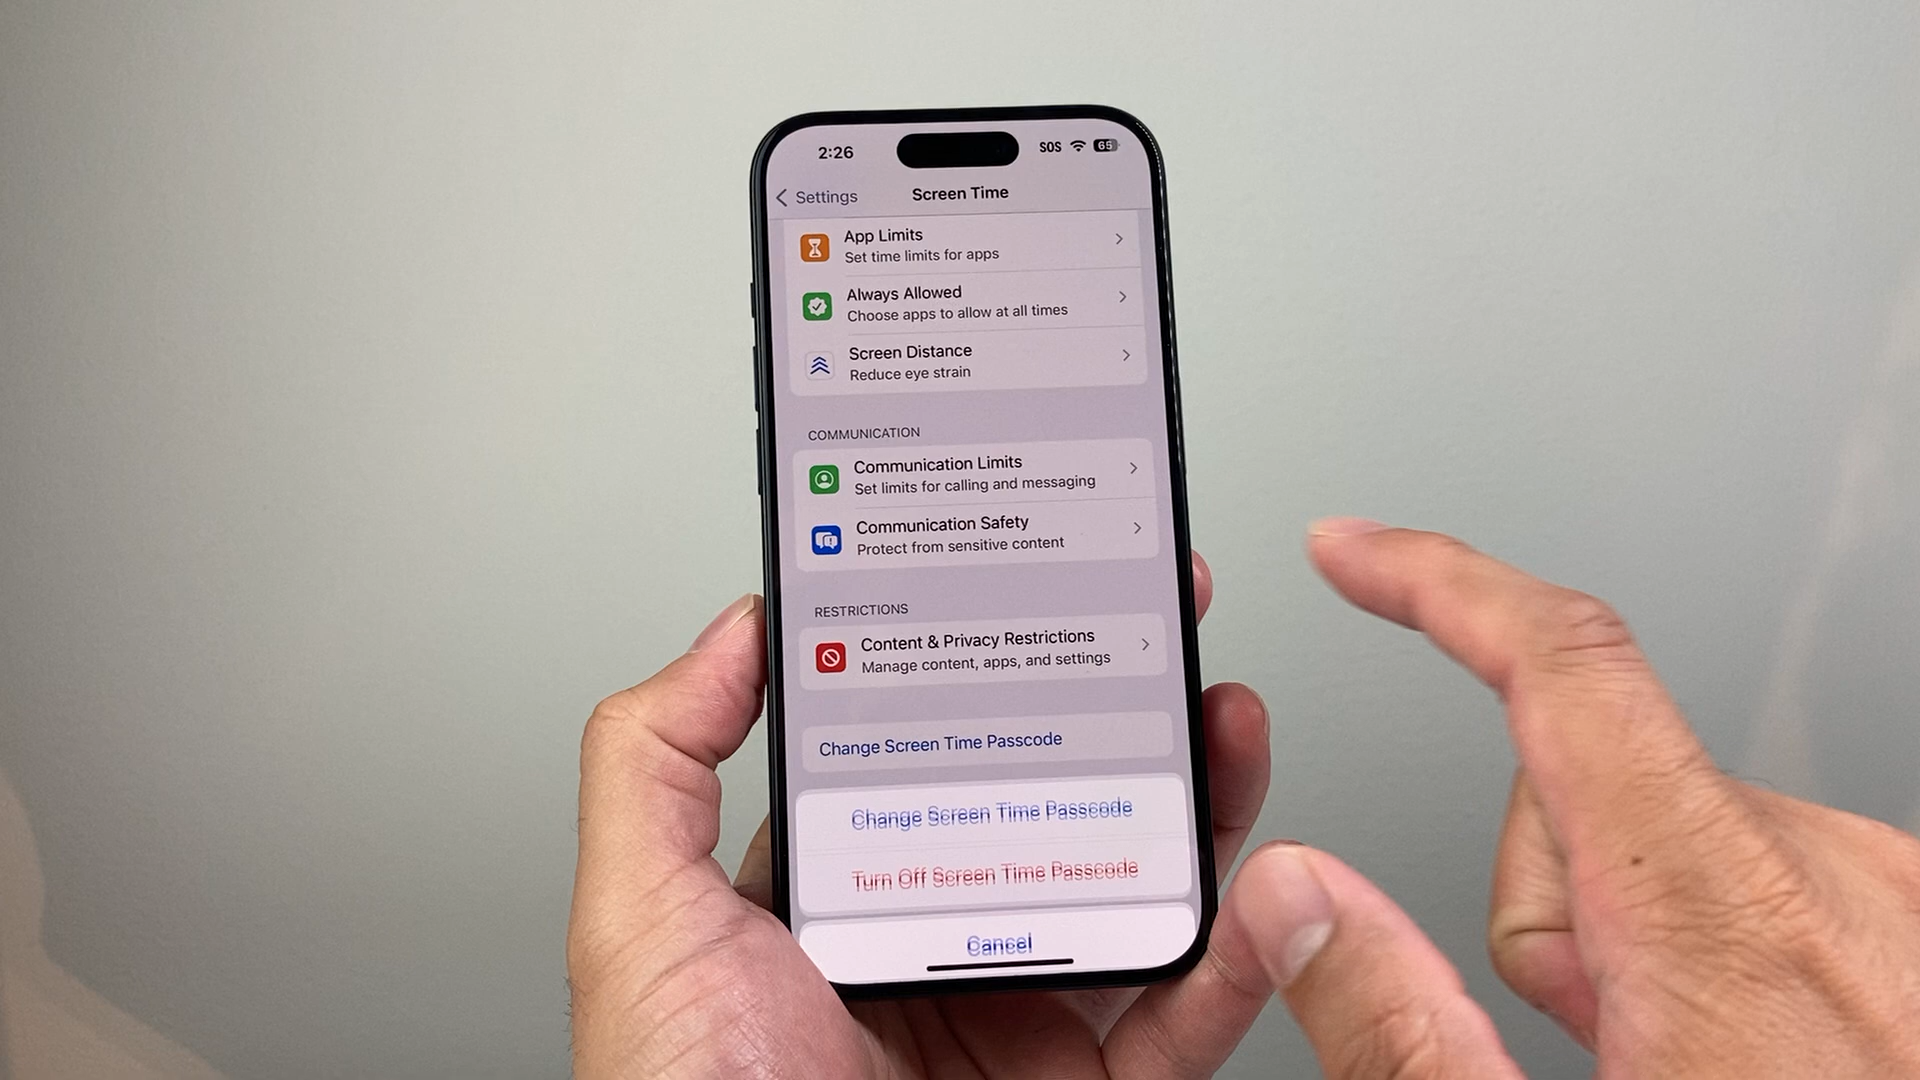 2:26
SOS
65
Settings
Screen Time
App Limits
Set time limits for apps
Always Allowed
Choose apps to allow at all times
Screen Distance
Reduce eye strain
COMMUNICATION
Communication Limits
Set limits for calling and messaging
Communication Safety
Protect from sensitive content
RESTRICTIONS
Content & Privacy Restrictions
Manage content, apps, and settings
Change Screen Time Passcode
Change Screen Time Passcode
Turn Off Screen Time Passcode
Cancel